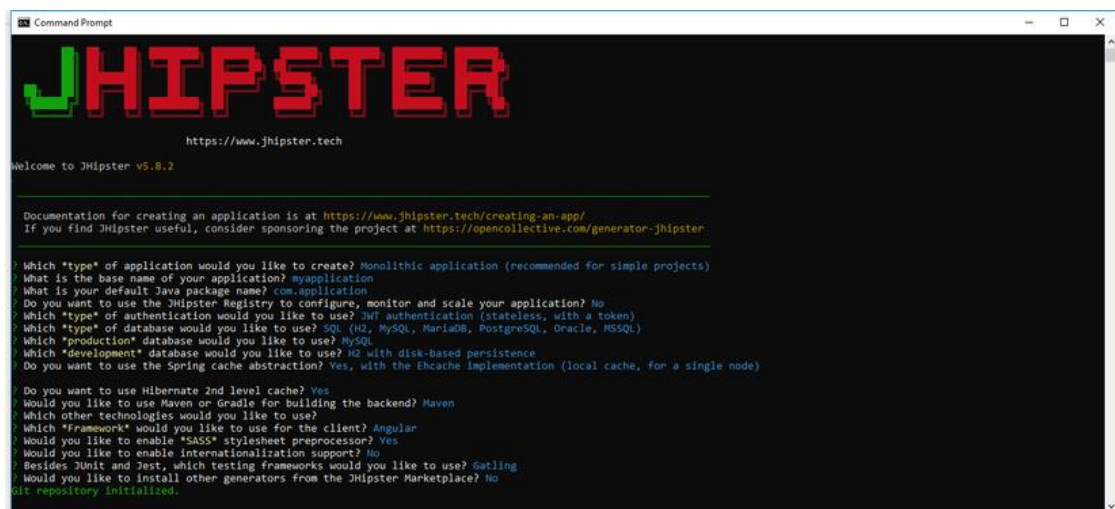 Command Prompt
JHIPSTER
https://www.jhipster.tech
Welcome to JHipster v5.8.2
Documentation for creating an application is at https://www.jhipster.tech/creating-an-app/
If you find JHipster useful, consider sponsoring the project at https://opencollective.com/generator-jhipster
? Which *type* of application would you like to create? Monolithic application (recommended for simple projects)
? What is the base name of your application? myapplication
? What is your default Java package name? com.application
? Do you want to use the JHipster Registry to configure, monitor and scale your application? No
? Which *type* of authentication would you like to use? JWT authentication (stateless, with a token)
? Which *type* of database would you like to use? SQL (H2, MySQL, MariaDB, PostgreSQL, Oracle, MSSQL)
? Which *production* database would you like to use? MySQL
? Which *development* database would you like to use? H2 with disk-based persistence
? Do you want to use the Spring cache abstraction? Yes, with the Ehcache implementation (local cache, for a single node)
? Do you want to use Hibernate 2nd level cache? Yes
? Would you like to use Maven or Gradle for building the backend? Maven
? Which other technologies would you like to use?
? Which *Framework* would you like to use for the client? Angular
? Would you like to enable *SASS* stylesheet preprocessor? Yes
? Would you like to enable internationalization support? No
? Besides JUnit and Jest, which testing frameworks would you like to use? Gatling
? Would you like to install other generators from the JHipster Marketplace? No
Git repository initialized.